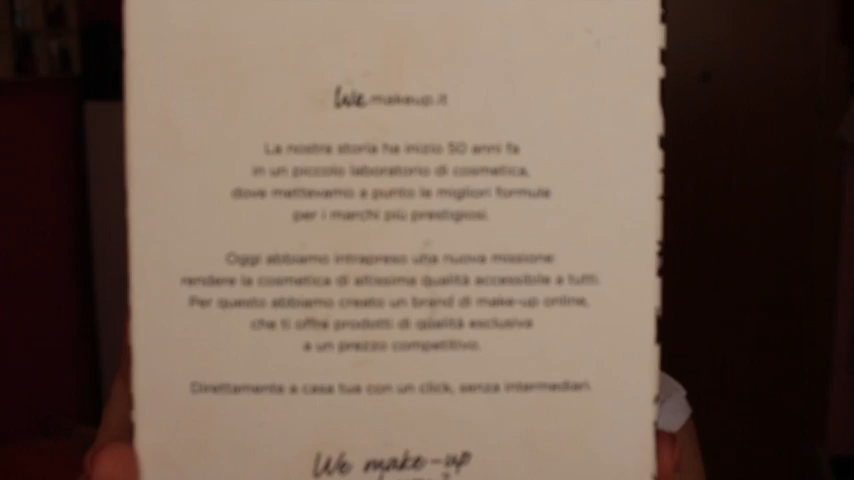 We makeup.it
La nostra storia ha inizio 50 anni fa
in un piccolo laboratorio di cosmetica,
dove mettevamo a punto le migliori formule
per i marchi più prestigiosi.
Oggi abbiamo intrapreso una nuova missione
rendere la cosmetica di altissima qualità accessibile a tutti.
Per questo abbiamo creato un brand di make-up online,
che ti offre prodotti di qualità esclusiva
a un prezzo competitivo.
Direttamente a casa tua con un click, senza intermediari.
We make-up